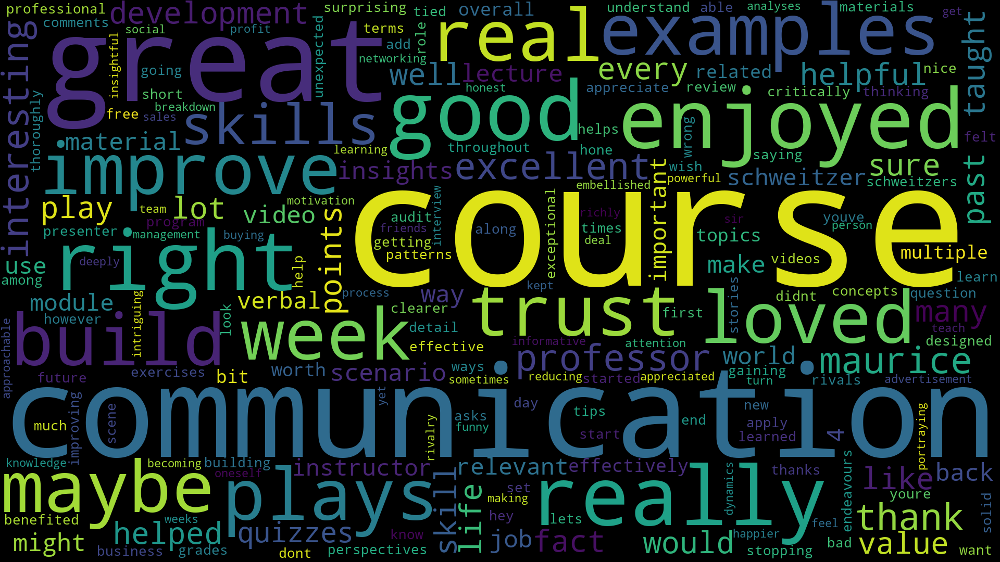 professional
development
surprising
tied
overall
understand
able
analyses
materials
get
comments
social
profit
unexpected
terms
role
real
examples
taught
interesting
great
insightful
add
networking
going
well
lecture
every
related
helpful
nice
short
breakdown
honest
appreciate
review
critically
thinking
thoroughly
free
sales
skills
good
enjoyed
helps
wrong
felt
material
learning
throughout
hone
saying
past
improve
insights
excellent
important
wish
powerful
schweitzer
sure
schweitzers
embellished
course
play
team
lot
motivation
video
points
audit
interview
exceptional
richly
sir
youve
person
program
presenter
management
buying
friends
along
times
deal
topics
getting
patterns
multiple
right
deeply
use
among
help
videos
make
learn
process
kept
way
trust
didnt
concepts
question
module
intriguing
look
verbal
clearer
first
stories
loved
many
however
build
week
detail
effective
informative
attention
teach
designed
approachable
professor
world
maurice
future
exercises
bit
worth
scenario
ways
sometimes
reducing
started
appreciated
gaining
turn
rivals
advertisement
communication
yet
much
improving
scene
day
tips
new
asks
funny
rivalry
end
apply
learned
4
portraying
start
knowledge
becoming
building
oneself
instructor
relevant
effectively
dynamics
thanks
endeavours
like
back
maybe
plays
skill
life
set
making
really
youre
solid
benefited
weeks
hey
lets
feel
thank
might
helped
quizzes
know
job
fact
would
happier
business
grades
dont
perspectives
stopping
bad
value
want